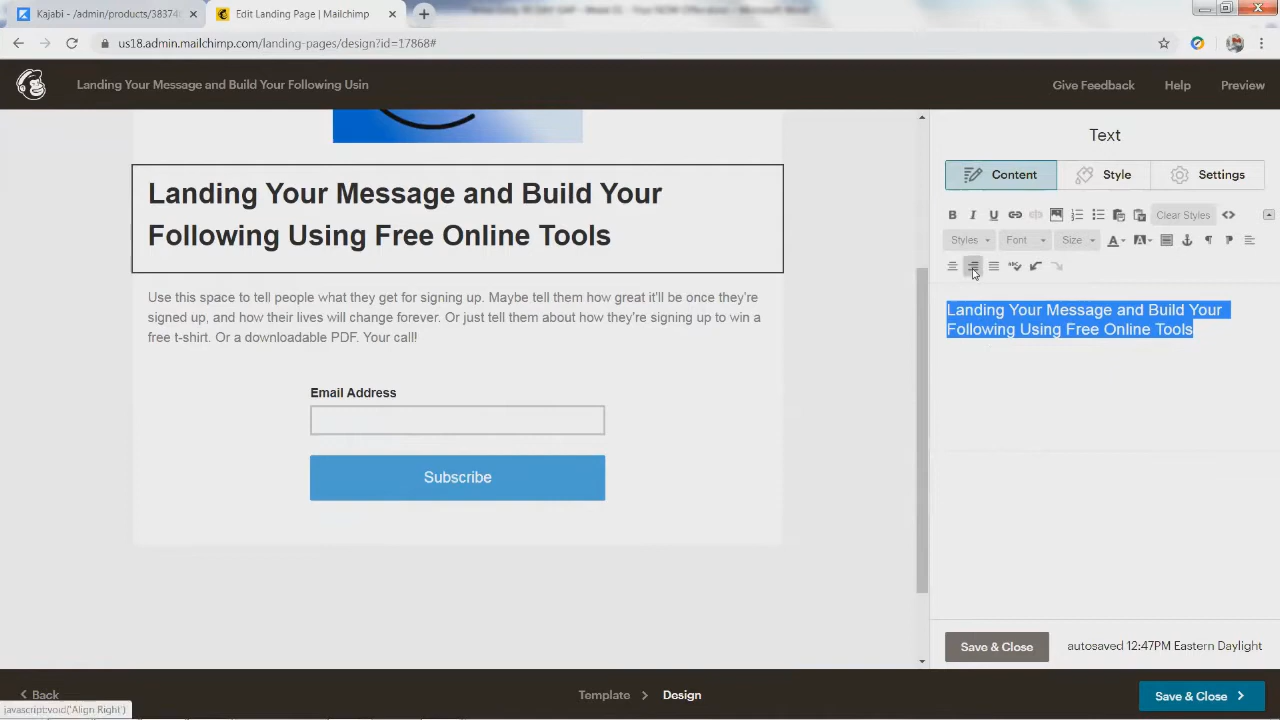 Kajabi - /admin/products/38374
Edit Landing Page | Mailchimp
us18.admin.mailchimp.com/landing-pages/design?id=17868#
Landing Your Message and Build Your Following Usin
Give Feedback
Help
Preview
Text
Content
Style
Settings
B I U
Clear Styles
Styles
Font
Size
A
A
ABC
Landing Your Message and Build Your
Following Using Free Online Tools
Landing Your Message and Build Your
Following Using Free Online Tools
Use this space to tell people what they get for signing up. Maybe tell them how great it'll be once they're
signed up, and how their lives will change forever. Or just tell them about how they're signing up to win a
free t-shirt. Or a downloadable PDF. Your call!
Email Address
Subscribe
Save & Close
autosaved 12:47PM Eastern Daylight
Back
Template
Design
Save & Close
javascript:void('Align Right')